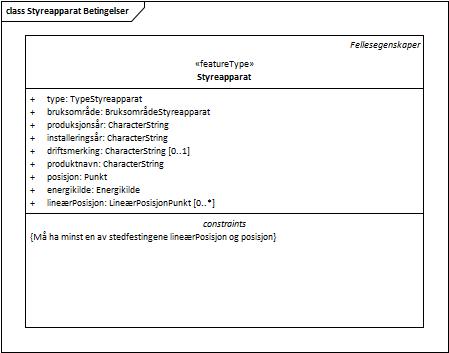 class Styreapparat Betingelser
Fellesegenskaper
«featureType»
Styreapparat
+ type: TypeStyreapparat
+ bruksområde: BruksområdeStyreapparat
+ produksjonsår: CharacterString
+ installeringsår: CharacterString
+ driftsmerking: CharacterString [0..1]
+ produktnavn: CharacterString
+ posisjon: Punkt
+ energikilde: Energikilde
+ lineærPosisjon: LineærPosisjonPunkt [0..*]
constraints
{Må ha minst en av stedfestingene lineærPosisjon og posisjon}